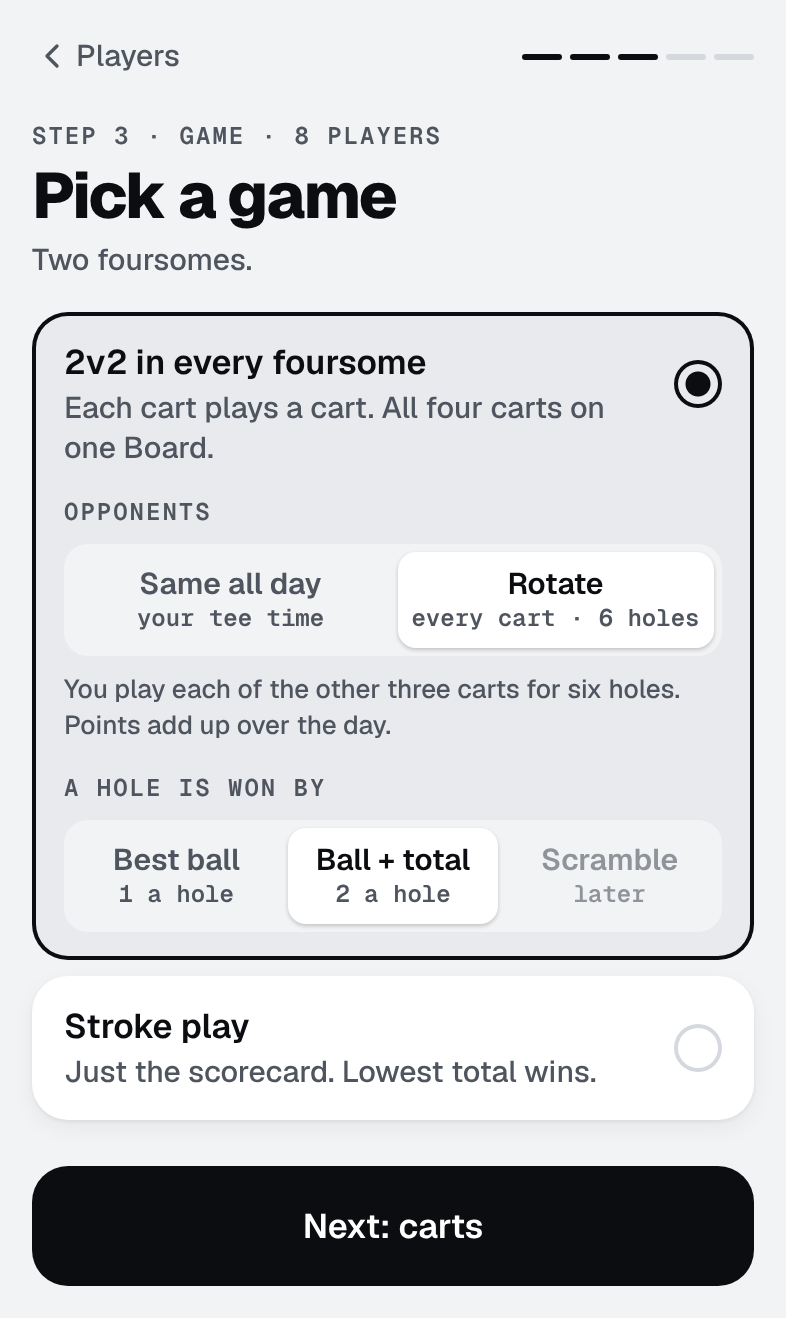 Players
STEP 3 · GAME · 8 PLAYERS
Pick a game
Two foursomes.
2v2 in every foursome
Each cart plays a cart. All four carts on
one Board.
OPPONENTS
Same all day
your tee time
Rotate
every cart · 6 holes
You play each of the other three carts for six holes.
Points add up over the day.
A HOLE IS WON BY
Best ball
1 a hole
Ball + total
2 a hole
Scramble
later
Stroke play
Just the scorecard. Lowest total wins.
Next: carts